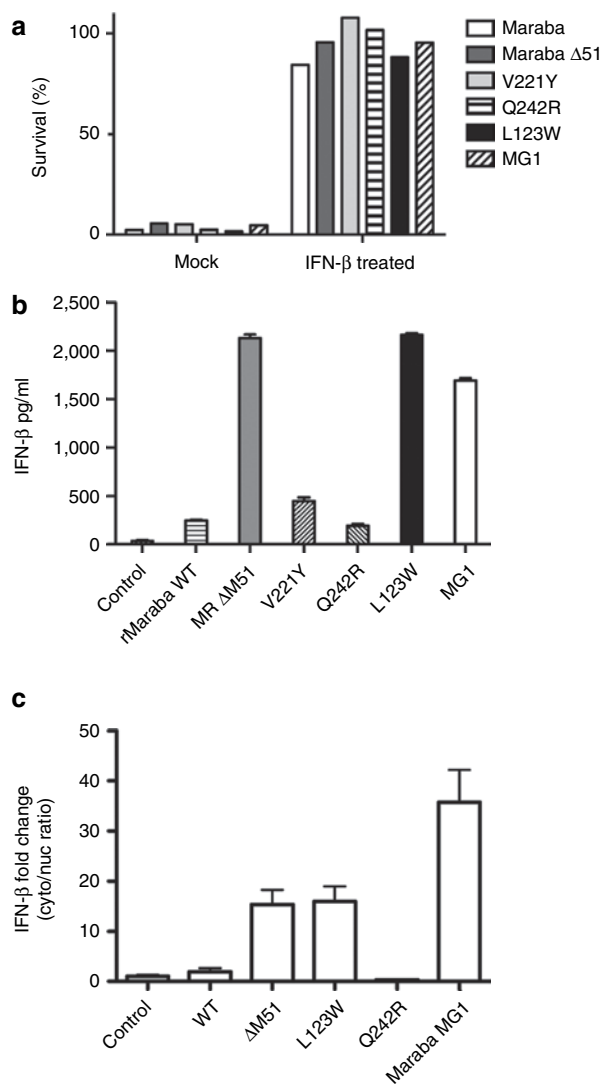 a
100
50
0
Survival (%)
Mock
IFN-β treated
Maraba
Maraba Δ51
V221Y
Q242R
L123W
MG1
b
2,500
2,000
1,500
1,000
500
0
IFN-β pg/ml
Control
rMaraba WT
MR ΔM51
V221Y
Q242R
L123W
MG1
c
50
40
30
20
10
0
IFN-β fold change
(cyto/nuc ratio)
Control
WT
ΔM51
L123W
Q242R
Maraba MG1